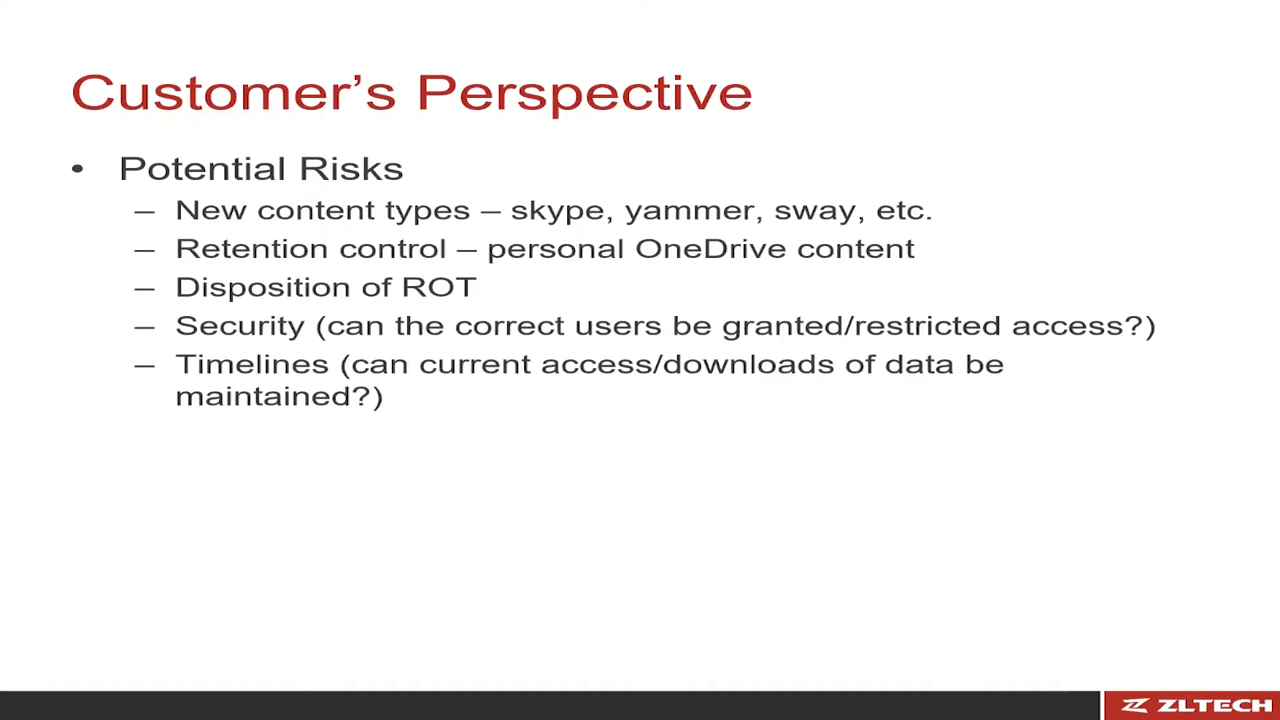 Customer’s Perspective
• Potential Risks
– New content types – skype, yammer, sway, etc.
– Retention control – personal OneDrive content
– Disposition of ROT
– Security (can the correct users be granted/restricted access?)
– Timelines (can current access/downloads of data be
maintained?)
ZLTECH